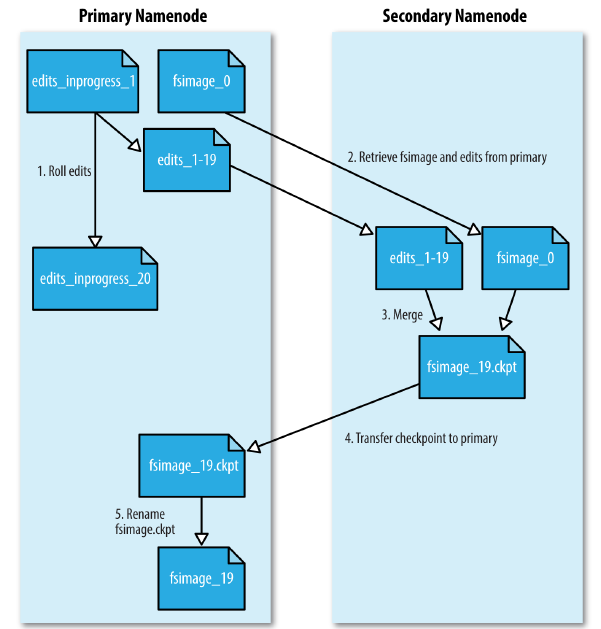 Primary Namenode
Secondary Namenode
edits_inprogress_1
fsimage_0
edits_1-19
1. Roll edits
2. Retrieve fsimage and edits from primary
edits_inprogress_20
edits_1-19
fsimage_0
3. Merge
fsimage_19.ckpt
4. Transfer checkpoint to primary
fsimage_19.ckpt
5. Rename
fsimage.ckpt
fsimage_19